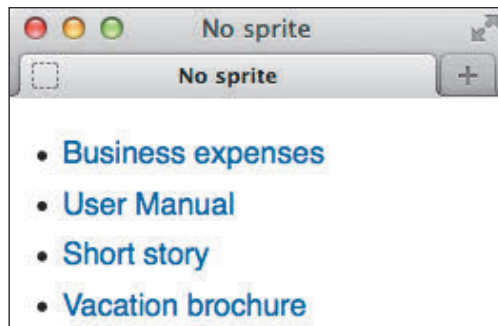 No sprite
No sprite
Business expenses
User Manual
Short story
Vacation brochure